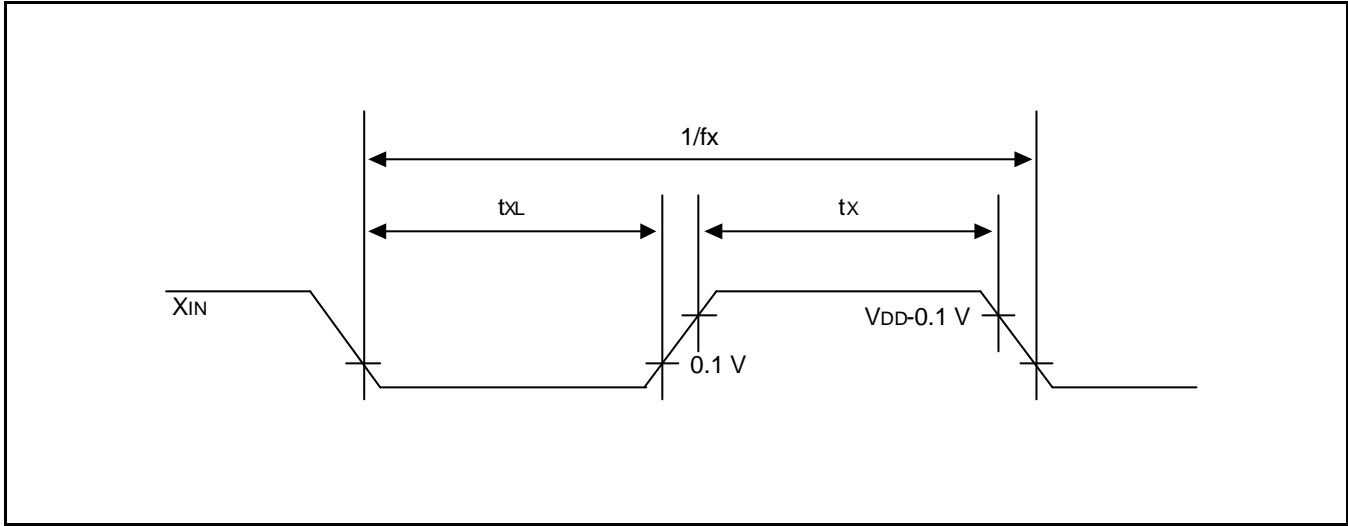 1/fx
tXL
tX
XIN
VDD-0.1 V
0.1 V